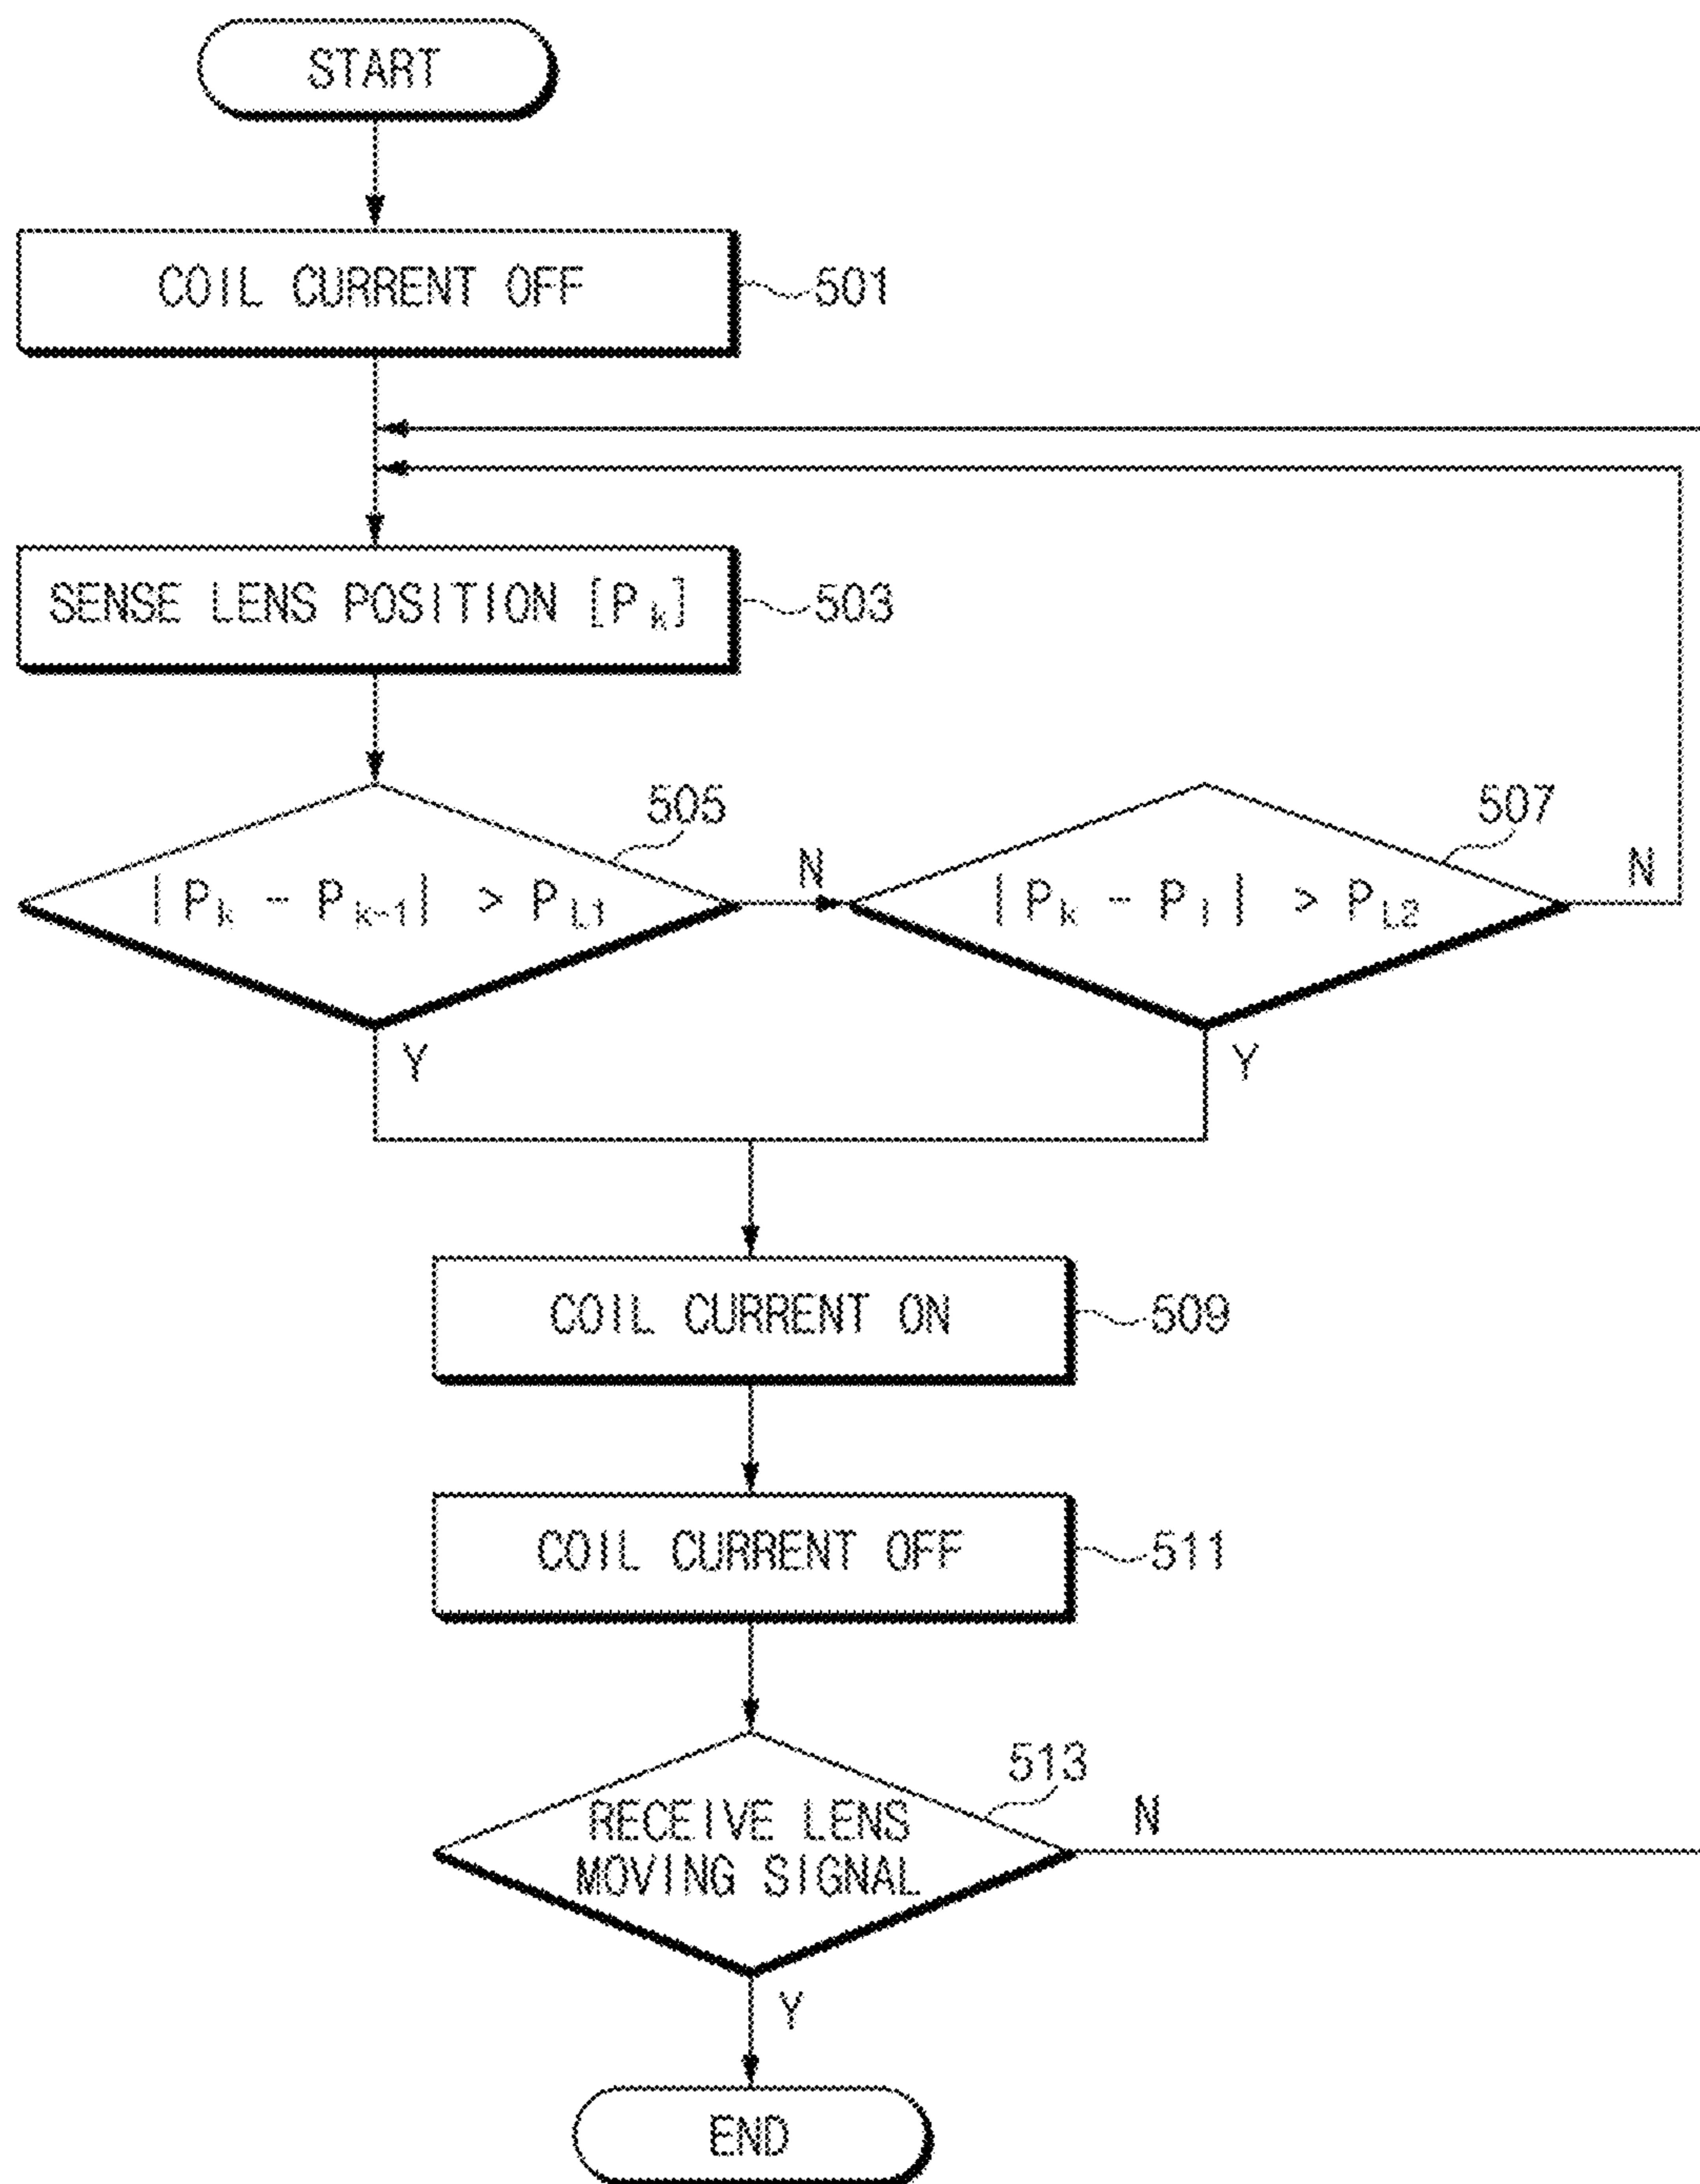 START
COIL CURRENT OFF
501
SENSE LENS POSITION [Pk]
503
505
507
N
N
| Pk - Pk-1 | > PL1
| Pk - PI | > PL2
Y
Y
COIL CURRENT ON
509
COIL CURRENT OFF
511
513
RECEIVE LENS
N
MOVING SIGNAL
Y
END